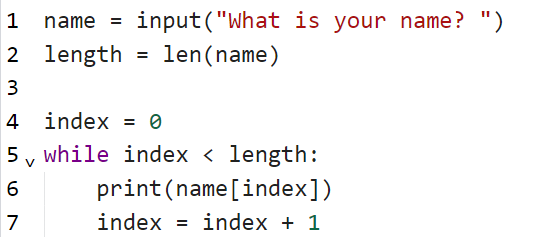 1 name = input("What is your name? ")
2 length = len(name)
3
4 index = 0
5 while index < length:
6     print(name[index])
7     index = index + 1